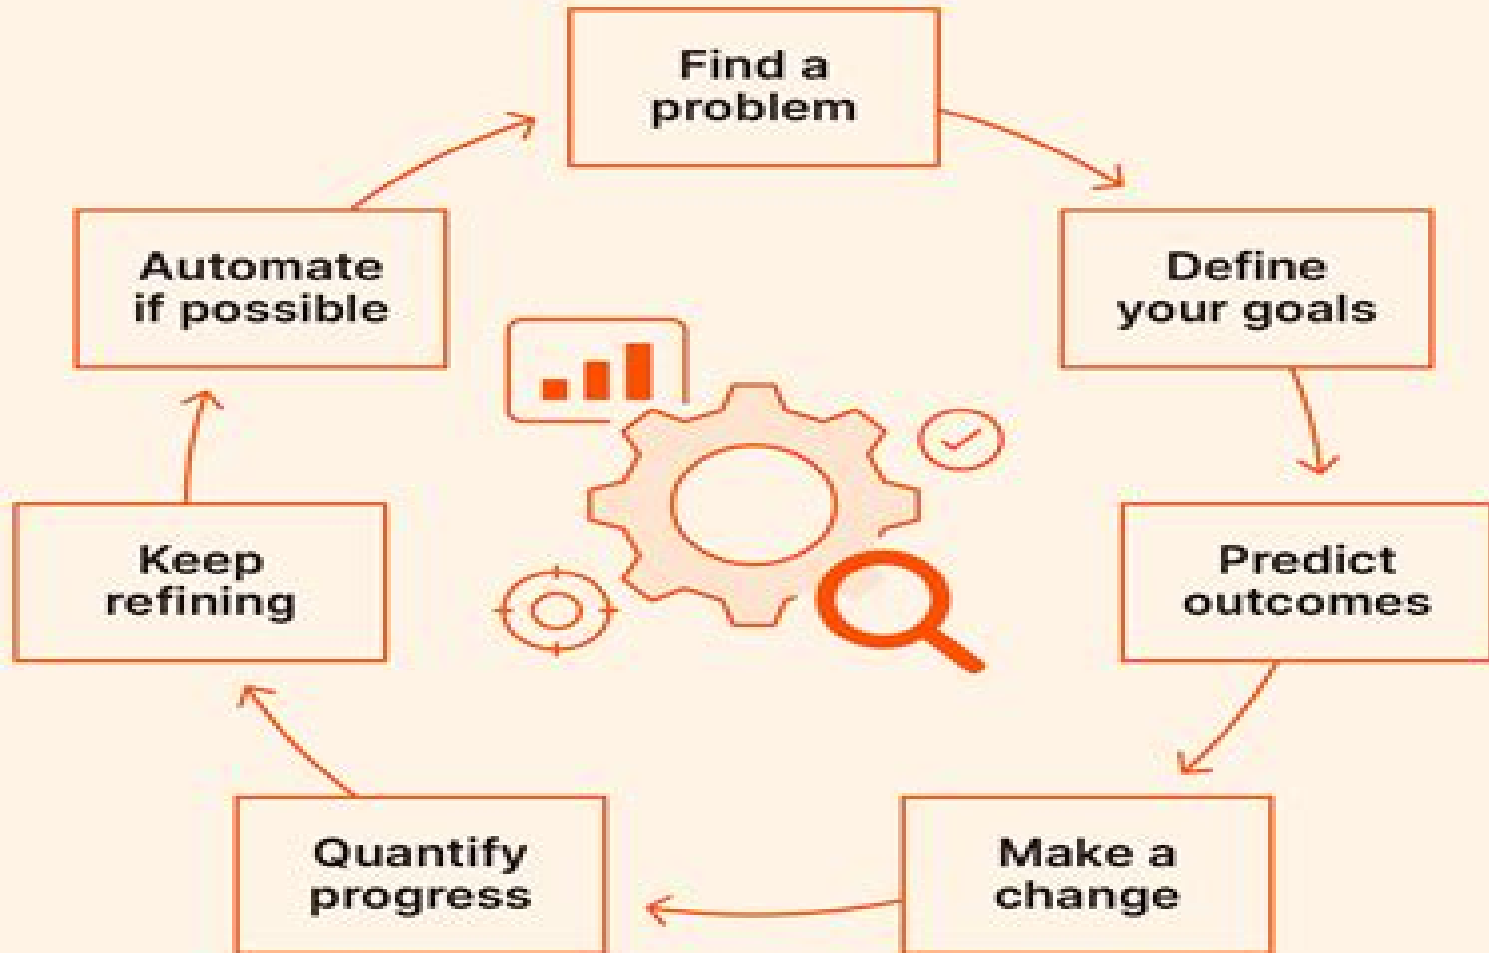 Find a
problem
Define
your goals
Predict
outcomes
Make a
change
Quantify
progress
Keep
refining
Automate
if possible